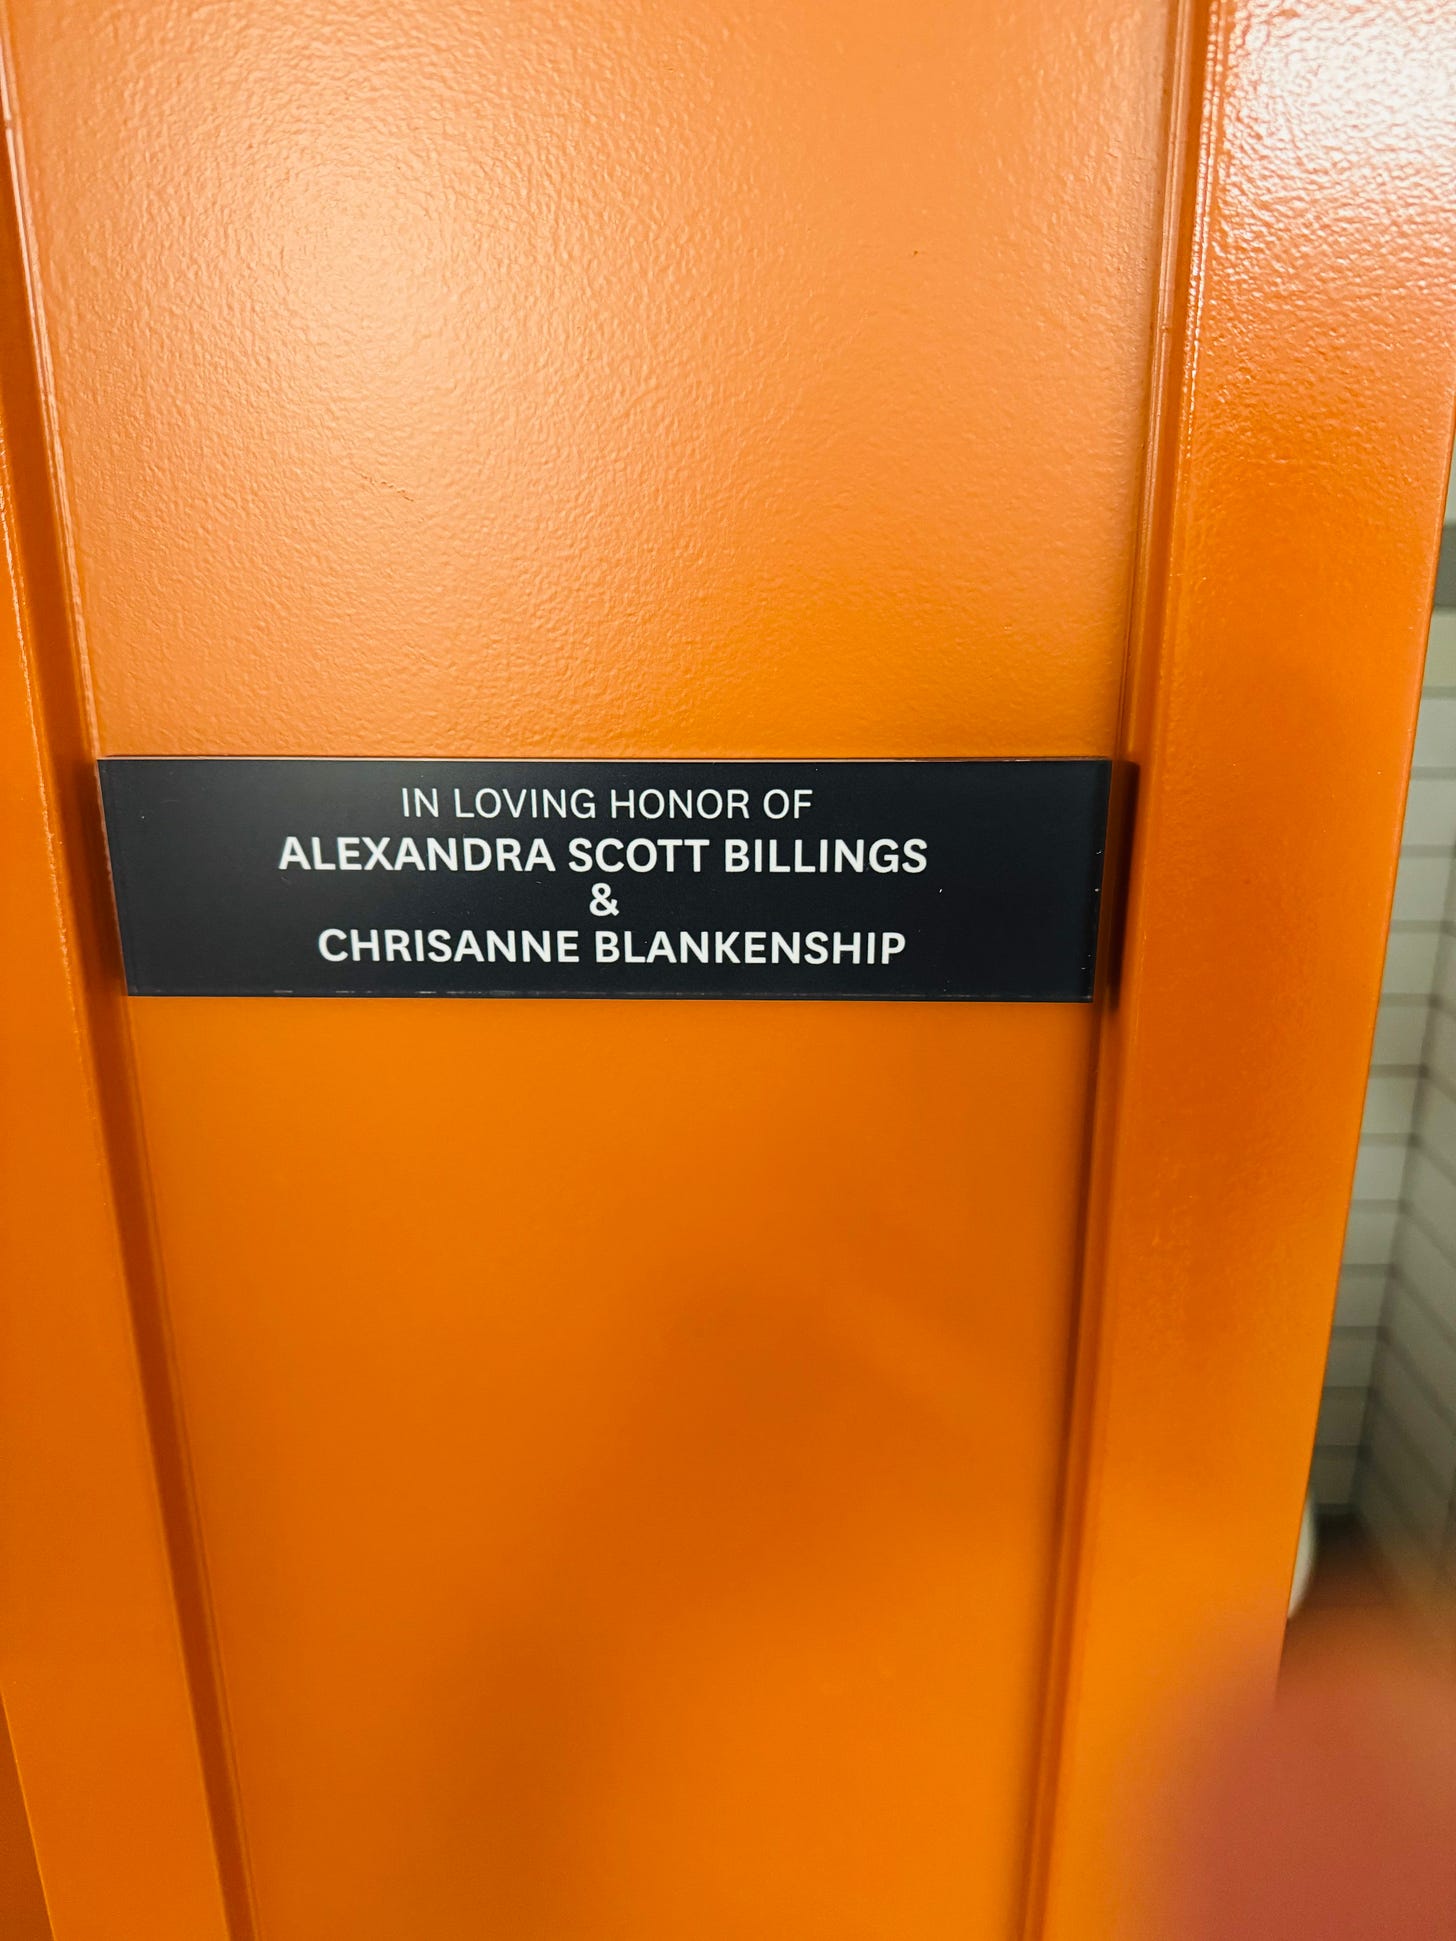 IN LOVING HONOR OF
ALEXANDRA SCOTT BILLINGS
&
CHRISANNE BLANKENSHIP